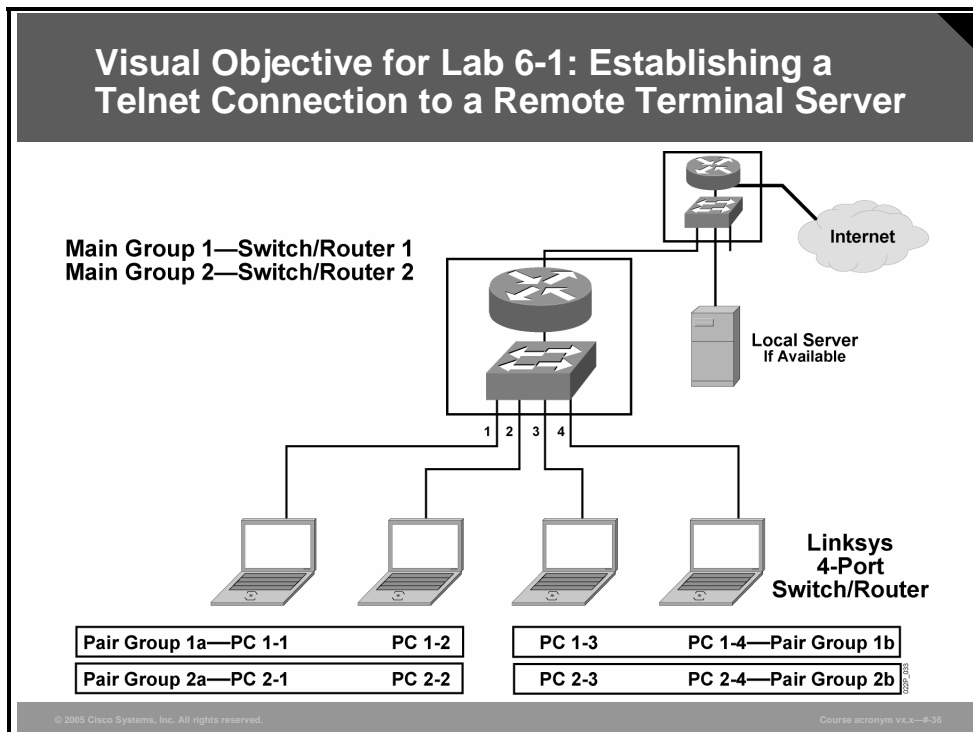 Visual Objective for Lab 6-1: Establishing a
Telnet Connection to a Remote Terminal Server
Main Group 1—Switch/Router 1
Main Group 2—Switch/Router 2
Internet
Local Server
If Available
1 2 3 4
Linksys
4-Port
Switch/Router
Pair Group 1a—PC 1-1 PC 1-2 PC 1-3 PC 1-4—Pair Group 1b
Pair Group 2a—PC 2-1 PC 2-2 PC 2-3 PC 2-4—Pair Group 2b
022P_033
© 2005 Cisco Systems, Inc. All rights reserved. Course acronym vx.x—#-36